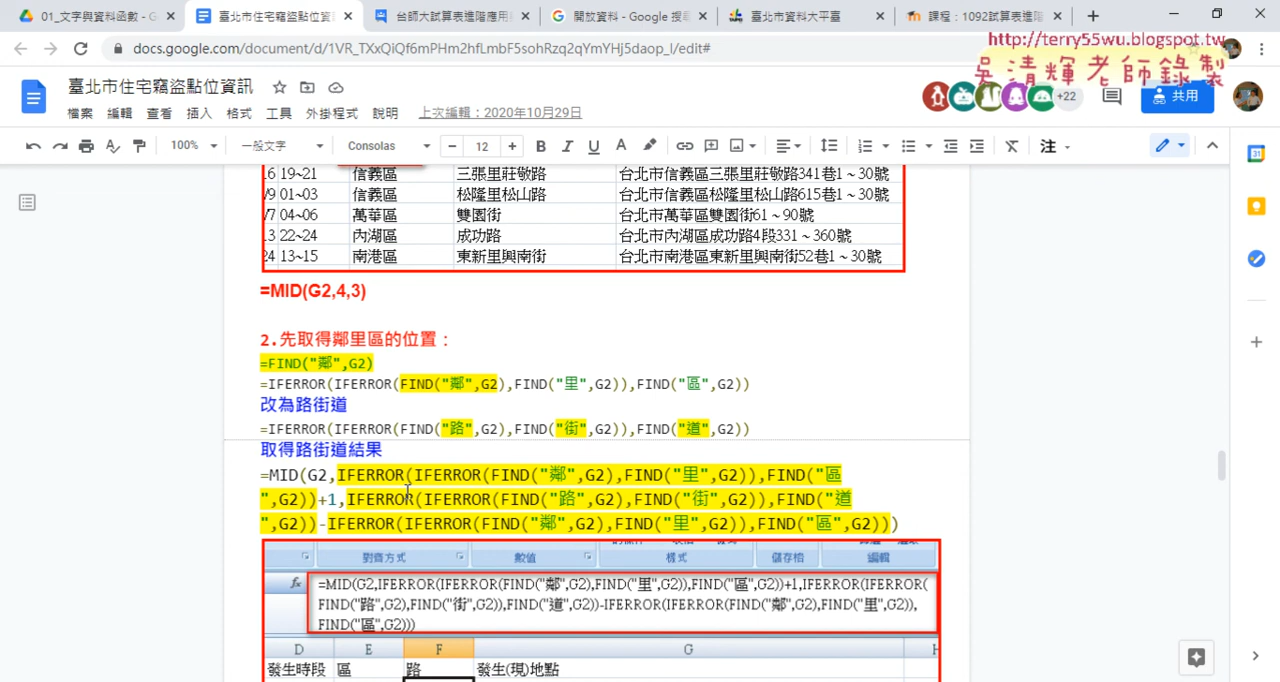 01_文字與資料函數 - G
臺北市住宅竊盜點位資訊
台師大試算表進階應用
開放資料 - Google 搜尋
臺北市資料大平臺
課程：1092試算表進階
docs.google.com/document/d/1VR_TXxQiQf6mPHm2hfLmbF5sohRzq2qYmYHj5daop_I/edit#
http://terry55wu.blogspot.tw
吳清輝老師錄製
臺北市住宅竊盜點位資訊
+22
共用
檔案 編輯 查看 插入 格式 工具 外掛程式 說明 上次編輯：2020年10月29日
100% 一般文字 Consolas 12 注
16 19~21 信義區 三張里莊敬路 台北市信義區三張里莊敬路341巷1～30號
/9 01~03 信義區 松隆里松山路 台北市信義區松隆里松山路615巷1～30號
/7 04~06 萬華區 雙園街 台北市萬華區雙園街61～90號
13 22~24 內湖區 成功路 台北市內湖區成功路4段331～360號
24 13~15 南港區 東新里興南街 台北市南港區東新里興南街52巷1～30號
=MID(G2,4,3)
2.先取得鄰里區的位置：
=FIND("鄰",G2)
=IFERROR(IFERROR(FIND("鄰",G2),FIND("里",G2)),FIND("區",G2))
改為路街道
=IFERROR(IFERROR(FIND("路",G2),FIND("街",G2)),FIND("道",G2))
取得路街道結果
=MID(G2,IFERROR(IFERROR(FIND("鄰",G2),FIND("里",G2)),FIND("區
",G2))+1,IFERROR(IFERROR(FIND("路",G2),FIND("街",G2)),FIND("道
",G2))-IFERROR(IFERROR(FIND("鄰",G2),FIND("里",G2)),FIND("區",G2)))
對齊方式 數值 樣式 儲存格 編輯
fx =MID(G2,IFERROR(IFERROR(FIND("鄰",G2),FIND("里",G2)),FIND("區",G2))+1,IFERROR(IFERROR(
FIND("路",G2),FIND("街",G2)),FIND("道",G2))-IFERROR(IFERROR(FIND("鄰",G2),FIND("里",G2)),
FIND("區",G2)))
D E F G H
發生時段 區 路 發生(現)地點